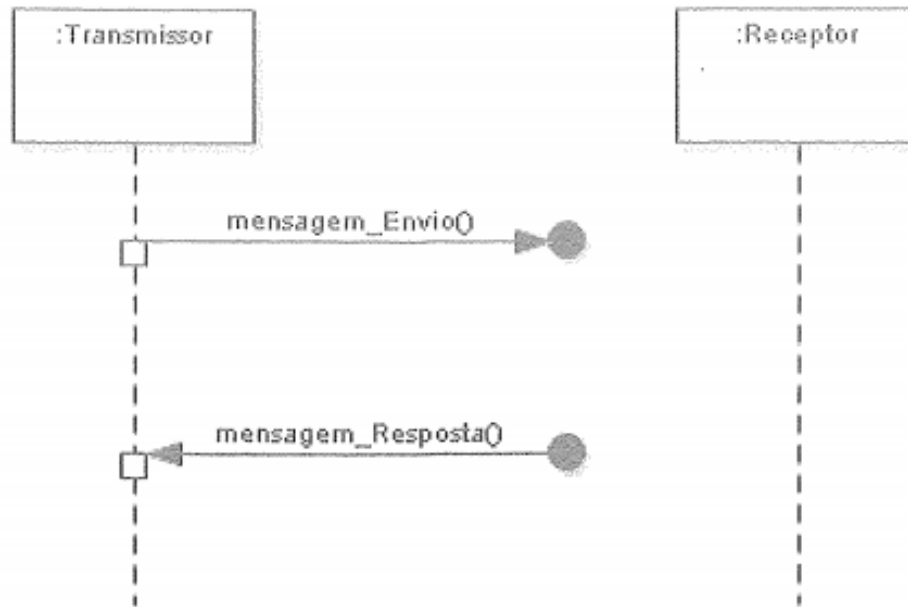 :Transmissor
:Receptor
mensagem_Envio()
mensagem_Resposta()